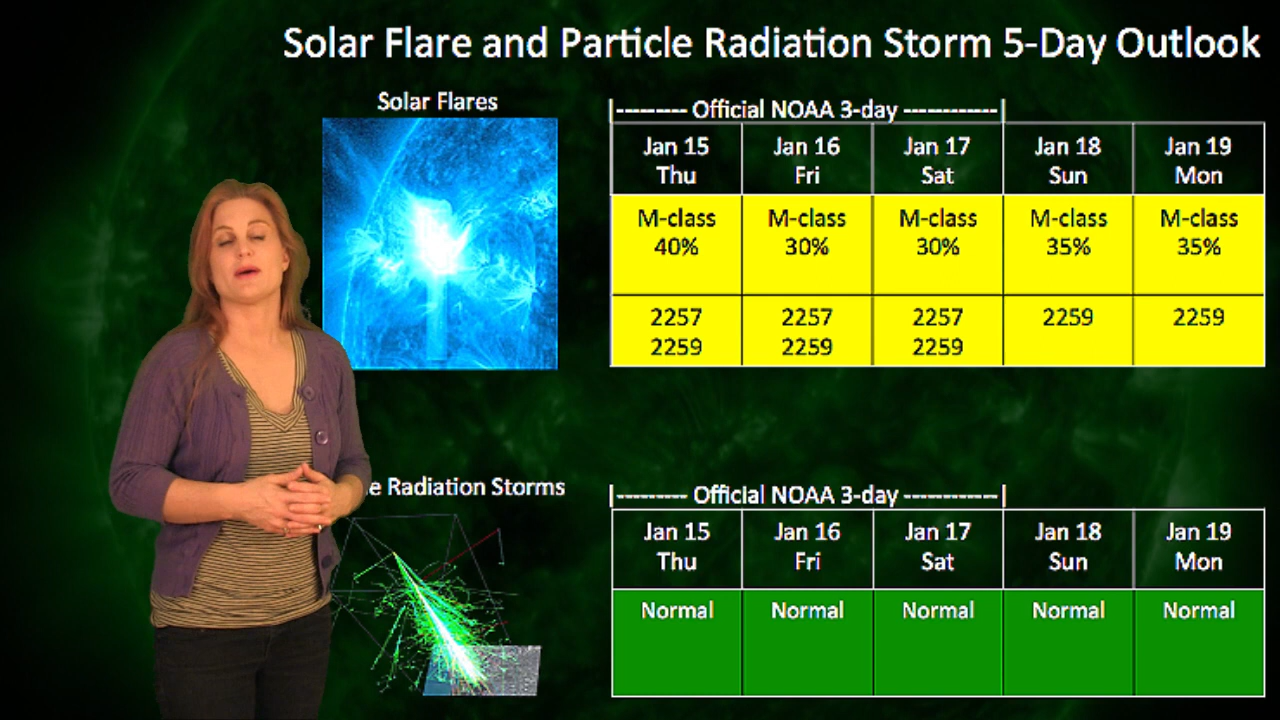 Solar Flare and Particle Radiation Storm 5-Day Outlook
Solar Flares
|--------- Official NOAA 3-day ------------|
Jan 15 Jan 16 Jan 17 Jan 18 Jan 19
Thu Fri Sat Sun Mon
M-class M-class M-class M-class M-class
40% 30% 30% 35% 35%
2257 2257 2257 2259 2259
2259 2259 2259
e Radiation Storms
|--------- Official NOAA 3-day ------------|
Jan 15 Jan 16 Jan 17 Jan 18 Jan 19
Thu Fri Sat Sun Mon
Normal Normal Normal Normal Normal